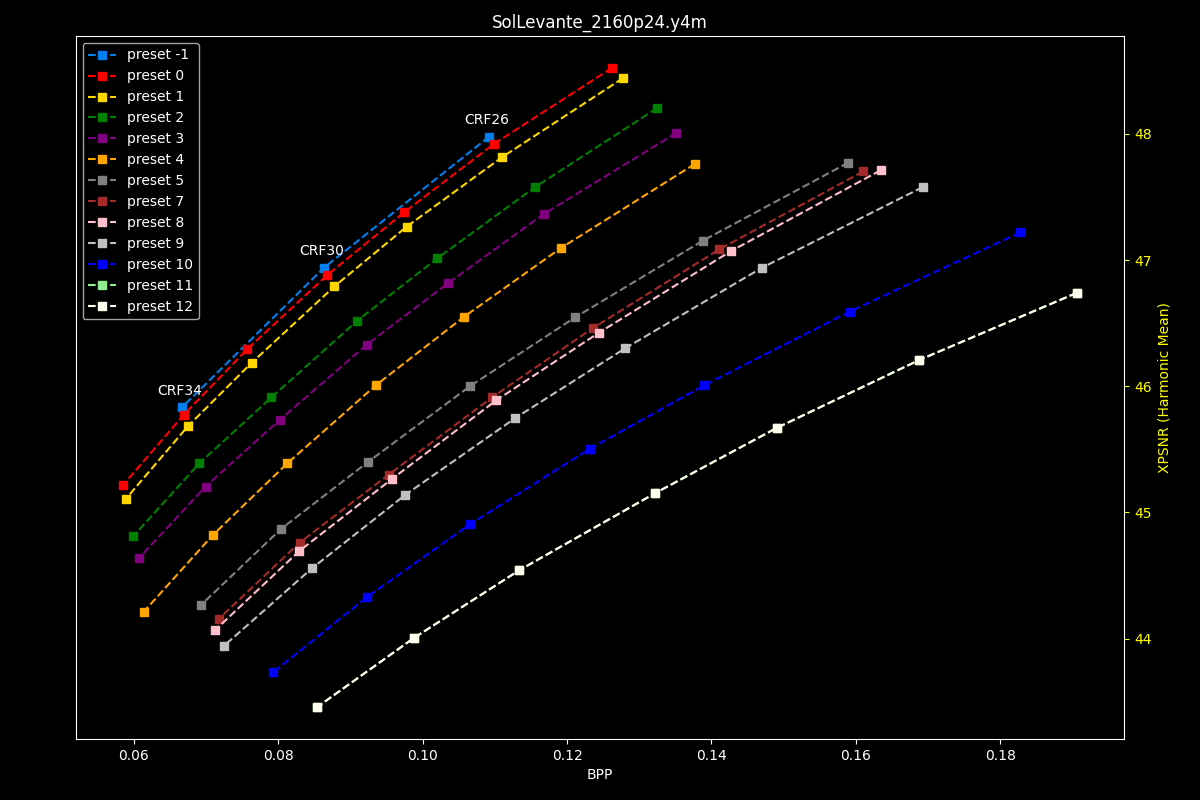 SolLevante_2160p24.y4m
preset -1
preset 0
preset 1
preset 2
preset 3
preset 4
preset 5
preset 7
preset 8
preset 9
preset 10
preset 11
preset 12
CRF26
CRF30
CRF34
48
47
46
45
44
XPSNR (Harmonic Mean)
0.06 0.08 0.10 0.12 0.14 0.16 0.18
BPP